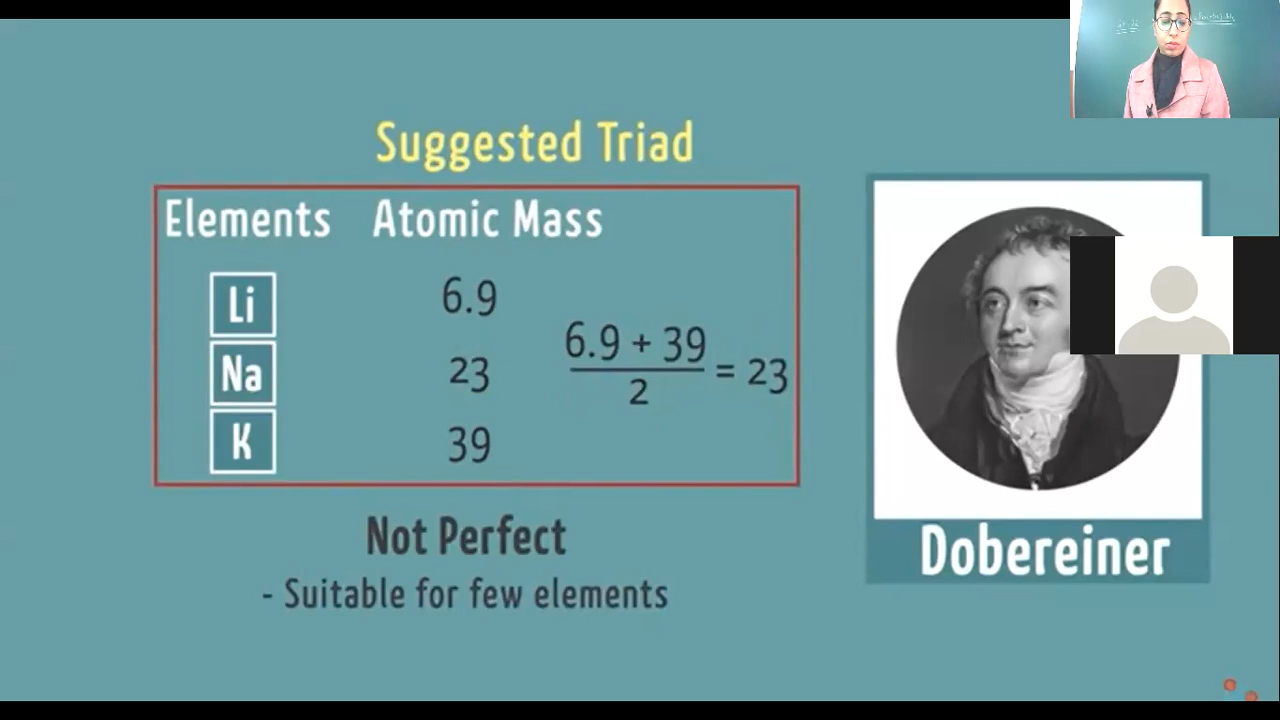 Suggested Triad
Elements Atomic Mass
Li 6.9
Na 23
K 39
6.9 + 39
2
= 23
Not Perfect
- Suitable for few elements
Dobereiner